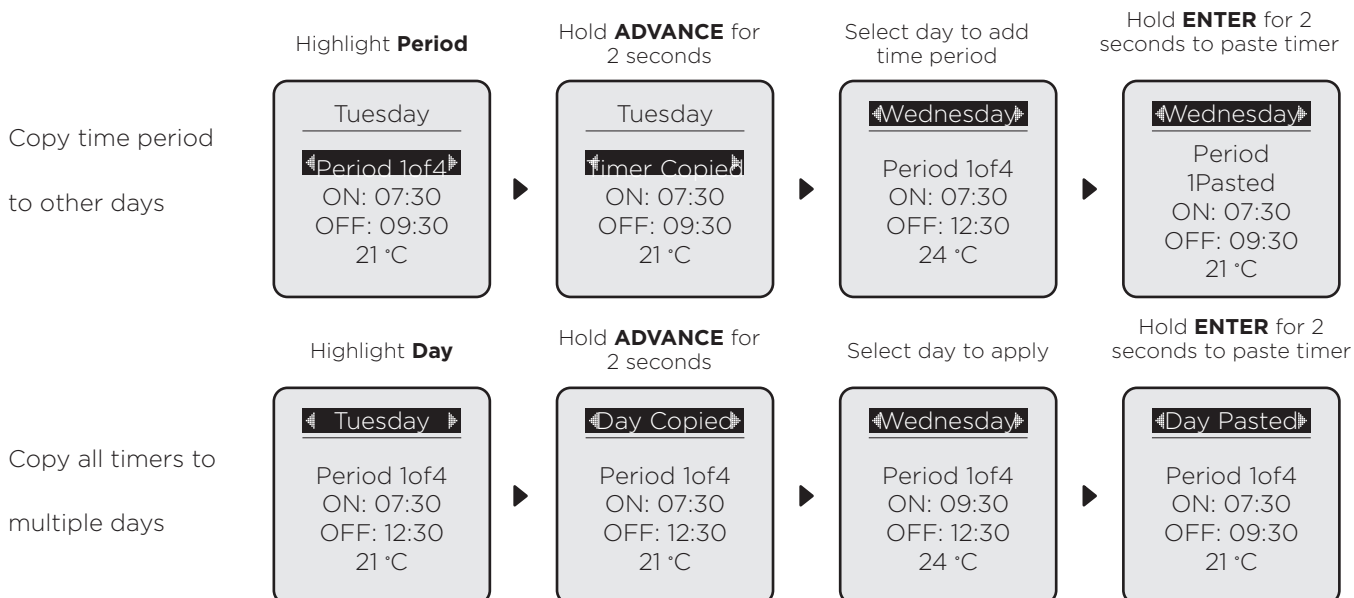 Highlight Period
Hold ADVANCE for
2 seconds
Select day to add
time period
Hold ENTER for 2
seconds to paste timer
Copy time period
to other days
Tuesday
Period 1of4
ON: 07:30
OFF: 09:30
21 °C
Tuesday
Timer Copied
ON: 07:30
OFF: 09:30
21 °C
Wednesday
Period 1of4
ON: 07:30
OFF: 12:30
24 °C
Wednesday
Period
1Pasted
ON: 07:30
OFF: 09:30
21 °C
Highlight Day
Hold ADVANCE for
2 seconds
Select day to apply
Hold ENTER for 2
seconds to paste timer
Copy all timers to
multiple days
Tuesday
Period 1of4
ON: 07:30
OFF: 12:30
21 °C
Day Copied
Period 1of4
ON: 07:30
OFF: 12:30
21 °C
Wednesday
Period 1of4
ON: 09:30
OFF: 12:30
24 °C
Day Pasted
Period 1of4
ON: 07:30
OFF: 09:30
21 °C